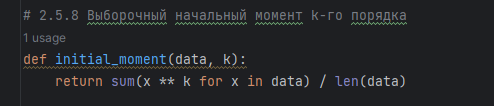 # 2.5.8 Выборочный начальный момент k-го порядка
1 usage
def initial_moment(data, k):
    return sum(x ** k for x in data) / len(data)